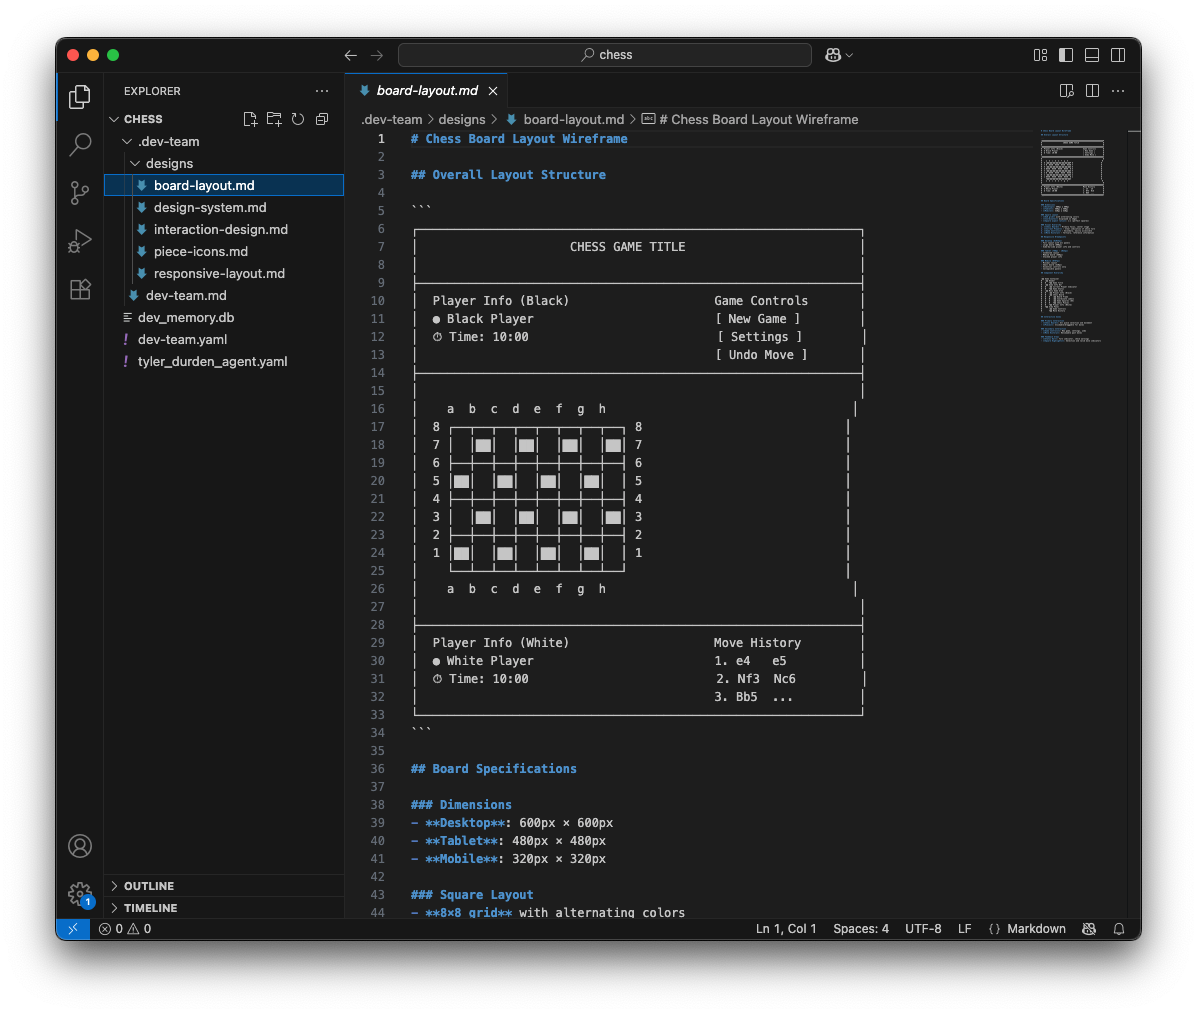 chess
EXPLORER
board-layout.md
CHESS
.dev-team
designs
board-layout.md
design-system.md
interaction-design.md
piece-icons.md
responsive-layout.md
dev-team.md
dev_memory.db
! dev-team.yaml
! tyler_durden_agent.yaml
OUTLINE
TIMELINE
1
.dev-team > designs > board-layout.md > abc # Chess Board Layout Wireframe
1 # Chess Board Layout Wireframe
2
3 ## Overall Layout Structure
4
5 ```
6
7 CHESS GAME TITLE
8
9
10 Player Info (Black) Game Controls
11 ● Black Player [ New Game ]
12 ⏱ Time: 10:00 [ Settings ]
13 [ Undo Move ]
14
15
16 a b c d e f g h
17 8 8
18 7 7
19 6 6
20 5 5
21 4 4
22 3 3
23 2 2
24 1 1
25
26 a b c d e f g h
27
28
29 Player Info (White) Move History
30 ● White Player 1. e4 e5
31 ⏱ Time: 10:00 2. Nf3 Nc6
32 3. Bb5 ...
33
34 ```
35
36 ## Board Specifications
37
38 ### Dimensions
39 - **Desktop**: 600px × 600px
40 - **Tablet**: 480px × 480px
41 - **Mobile**: 320px × 320px
42
43 ### Square Layout
44 - **8×8 grid** with alternating colors
0 0
Ln 1, Col 1 Spaces: 4 UTF-8 LF {} Markdown